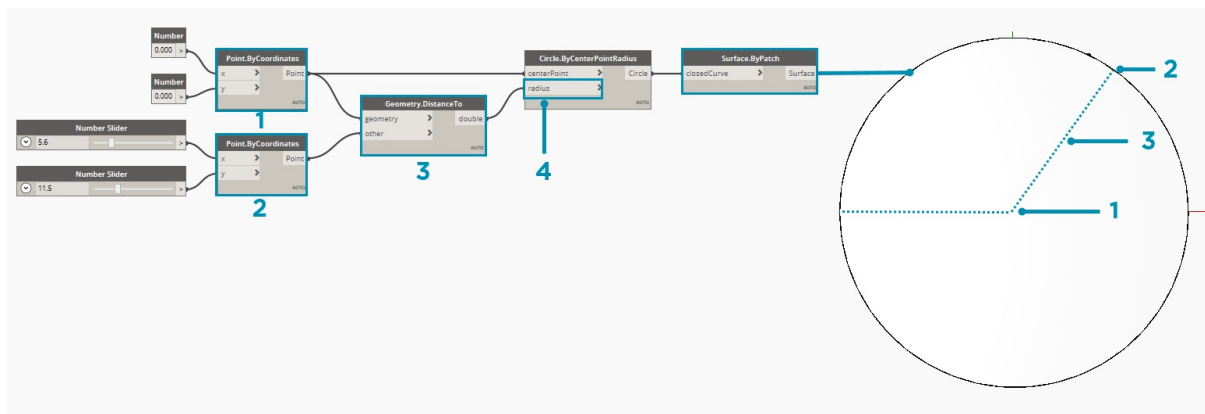 Number
0.000 >
Number
0.000 >
Number Slider
5.6 >
Number Slider
11.5 >
Point.ByCoordinates
x > Point
y >
AUTO
1
Point.ByCoordinates
x > Point
y >
AUTO
2
Geometry.DistanceTo
geometry > double
other >
AUTO
3
Circle.ByCenterPointRadius
centerPoint > Circle
radius >
AUTO
4
Surface.ByPatch
closedCurve > Surface
AUTO
2
3
1